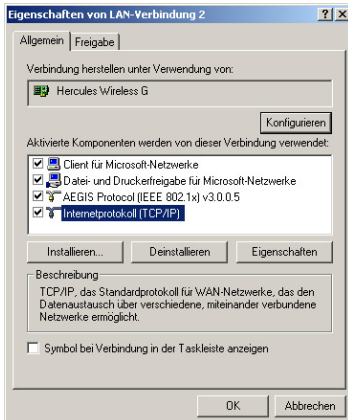 Eigenschaften von LAN-Verbindung 2
Allgemein Freigabe
Verbindung herstellen unter Verwendung von:
Hercules Wireless G
Konfigurieren
Aktivierte Komponenten werden von dieser Verbindung verwendet:
Client für Microsoft-Netzwerke
Datei- und Druckerfreigabe für Microsoft-Netzwerke
AEGIS Protocol (IEEE 802.1x) v3.0.0.5
Internetprotokoll (TCP/IP)
Installieren... Deinstallieren Eigenschaften
Beschreibung
TCP/IP, das Standardprotokoll für WAN-Netzwerke, das den
Datenaustausch über verschiedene, miteinander verbundene
Netzwerke ermöglicht.
Symbol bei Verbindung in der Taskleiste anzeigen
OK Abbrechen